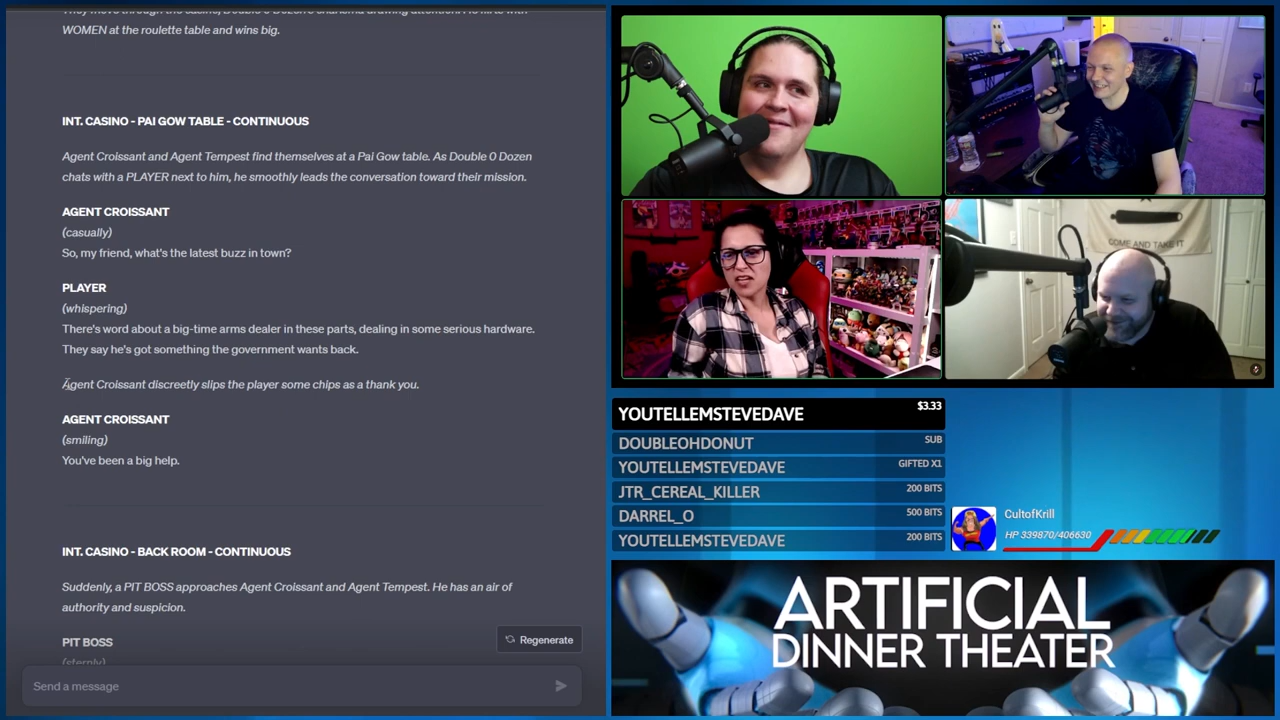 WOMEN at the roulette table and wins big.
INT. CASINO - PAI GOW TABLE - CONTINUOUS
Agent Croissant and Agent Tempest find themselves at a Pai Gow table. As Double 0 Dozen
chats with a PLAYER next to him, he smoothly leads the conversation toward their mission.
AGENT CROISSANT
(casually)
So, my friend, what's the latest buzz in town?
PLAYER
(whispering)
There's word about a big-time arms dealer in these parts, dealing in some serious hardware.
They say he's got something the government wants back.
Agent Croissant discreetly slips the player some chips as a thank you.
AGENT CROISSANT
(smiling)
You've been a big help.
INT. CASINO - BACK ROOM - CONTINUOUS
Suddenly, a PIT BOSS approaches Agent Croissant and Agent Tempest. He has an air of
authority and suspicion.
PIT BOSS
(sternly)
Regenerate
Send a message
COME AND TAKE IT
YOUTELLEMSTEVEDAVE $3.33
DOUBLEOHDONUT SUB
YOUTELLEMSTEVEDAVE GIFTED X1
JTR_CEREAL_KILLER 200 BITS
DARREL_O 500 BITS
YOUTELLEMSTEVEDAVE 200 BITS
CultofKrill
HP 339870/406630
ARTIFICIAL
DINNER THEATER